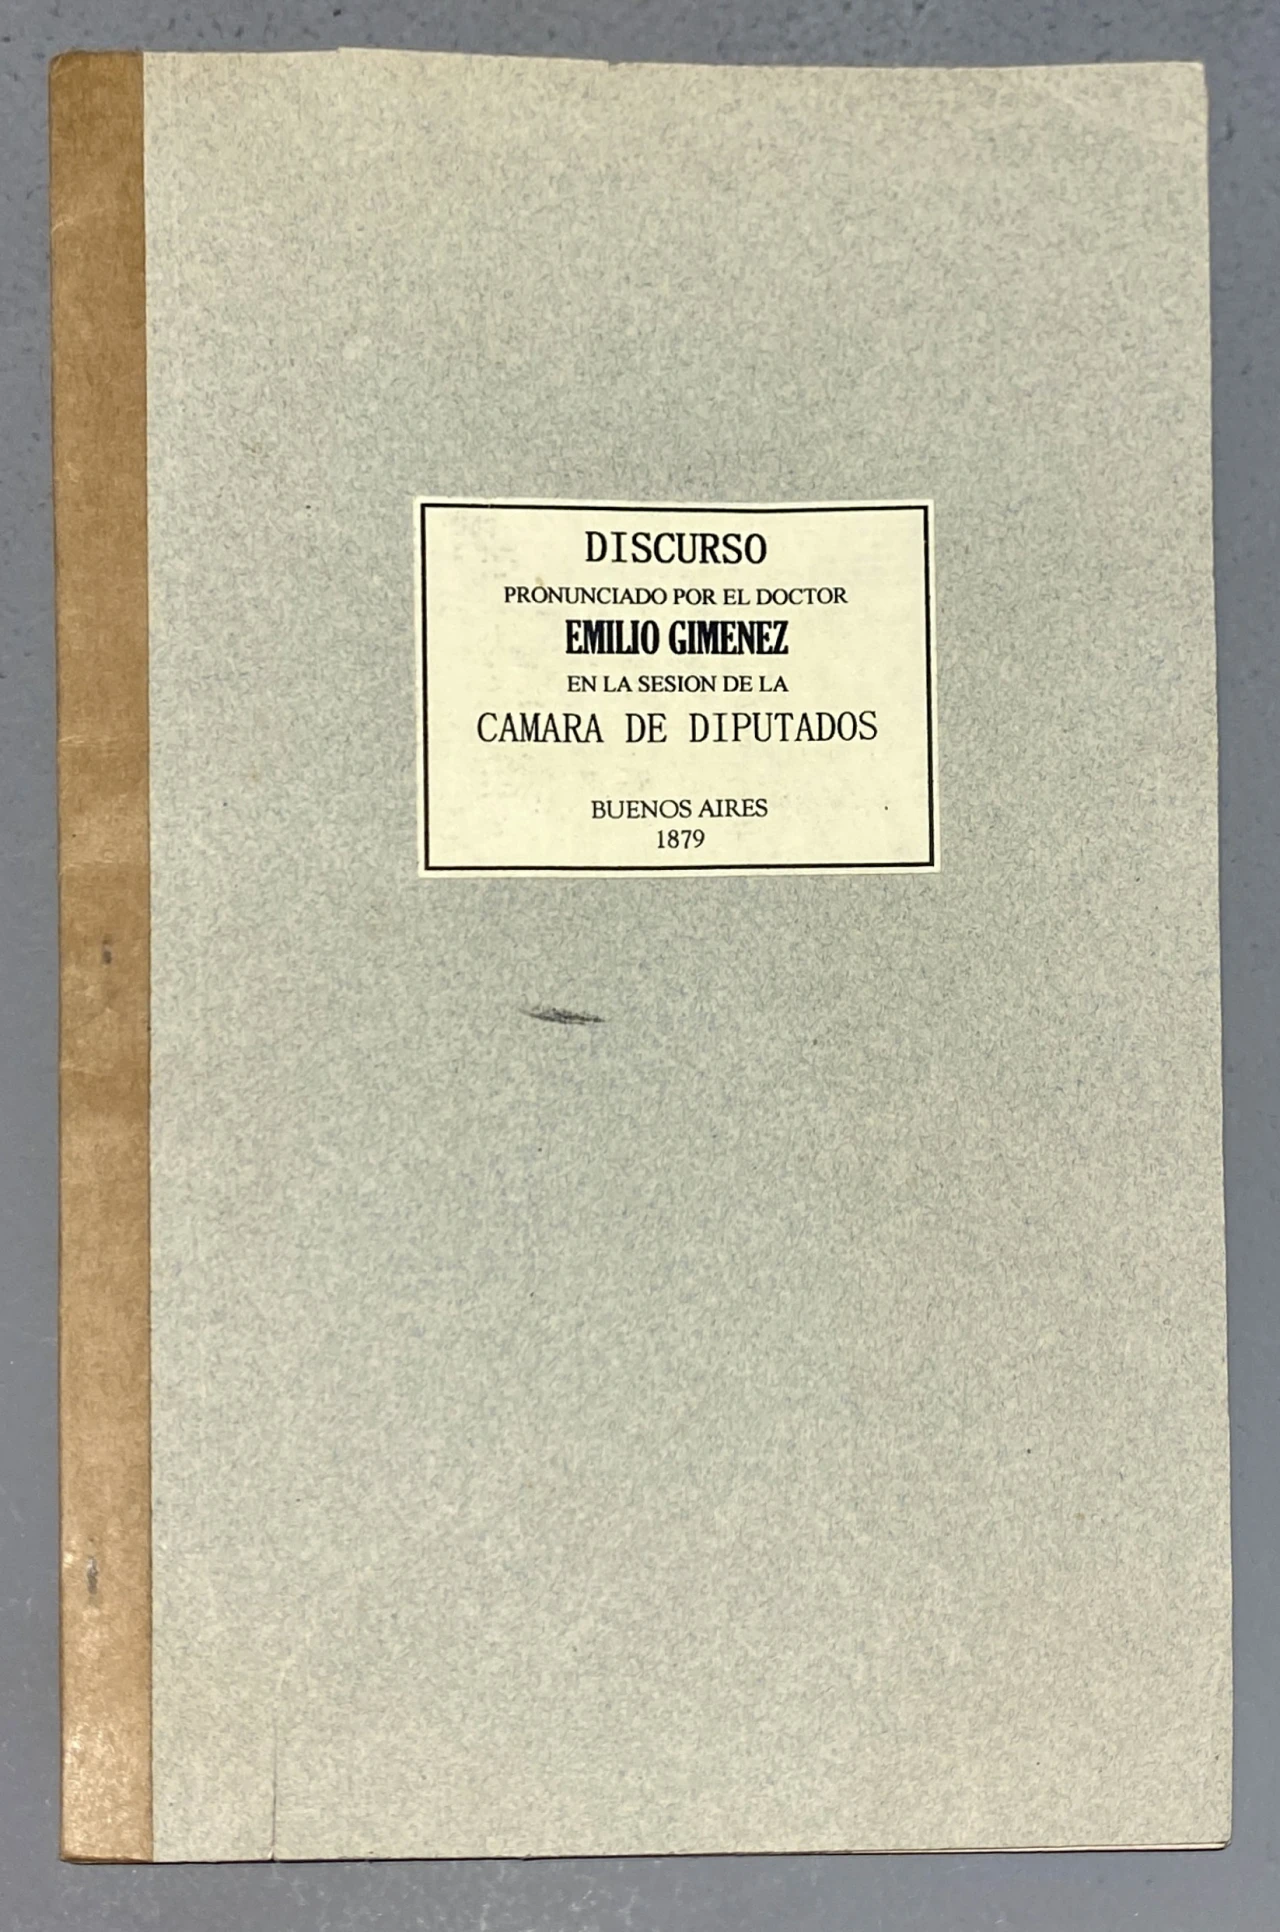 DISCURSO
PRONUNCIADO POR EL DOCTOR
EMILIO GIMENEZ
EN LA SESION DE LA
CAMARA DE DIPUTADOS
BUENOS AIRES
1879